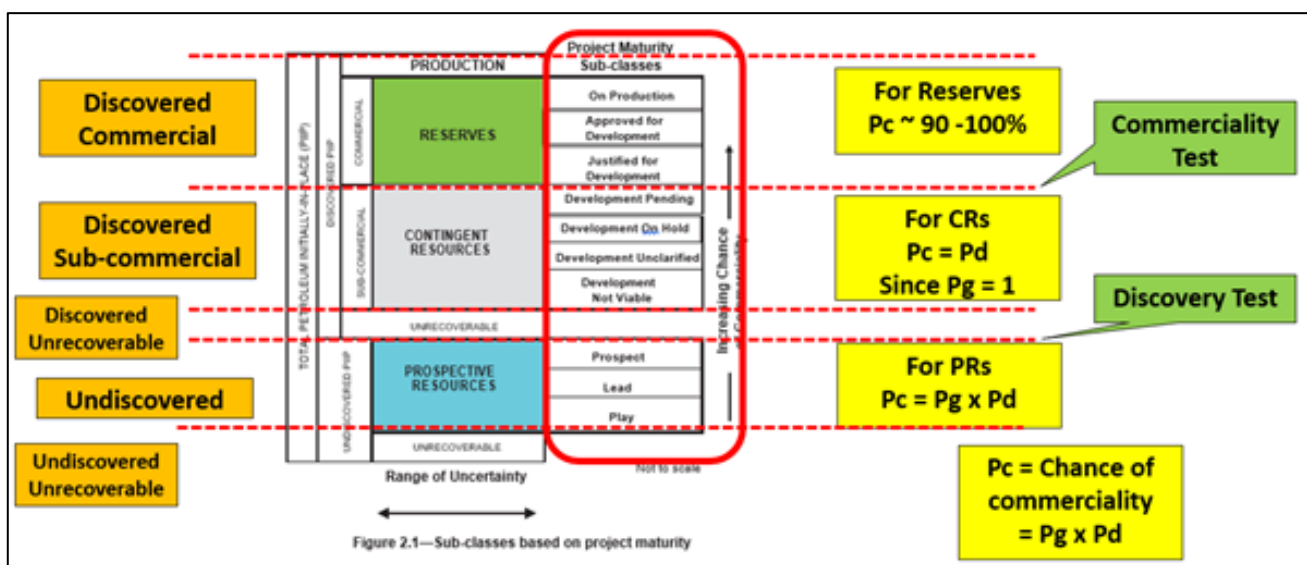 Project Maturity
PRODUCTION
Sub-classes
Discovered
Commercial
TOTAL PETROLEUM INITIALLY-IN-PLACE (PIIP)
DISCOVERED PIIP
COMMERCIAL
RESERVES
On Production
Approved for
Development
Justified for
Development
For Reserves
Pc ~ 90 -100%
Commerciality
Test
Discovered
Sub-commercial
SUB-COMMERCIAL
CONTINGENT
RESOURCES
Development Pending
Development On Hold
Development Unclarified
Development
Not Viable
Increasing Chance
of Commerciality
For CRs
Pc = Pd
Since Pg = 1
Discovery Test
Discovered
Unrecoverable
UNRECOVERABLE
Undiscovered
UNDISCOVERED PIIP
PROSPECTIVE
RESOURCES
Prospect
Lead
Play
For PRs
Pc = Pg x Pd
Undiscovered
Unrecoverable
UNRECOVERABLE
Range of Uncertainty
Not to scale
Pc = Chance of
commerciality
= Pg x Pd
Figure 2.1—Sub-classes based on project maturity